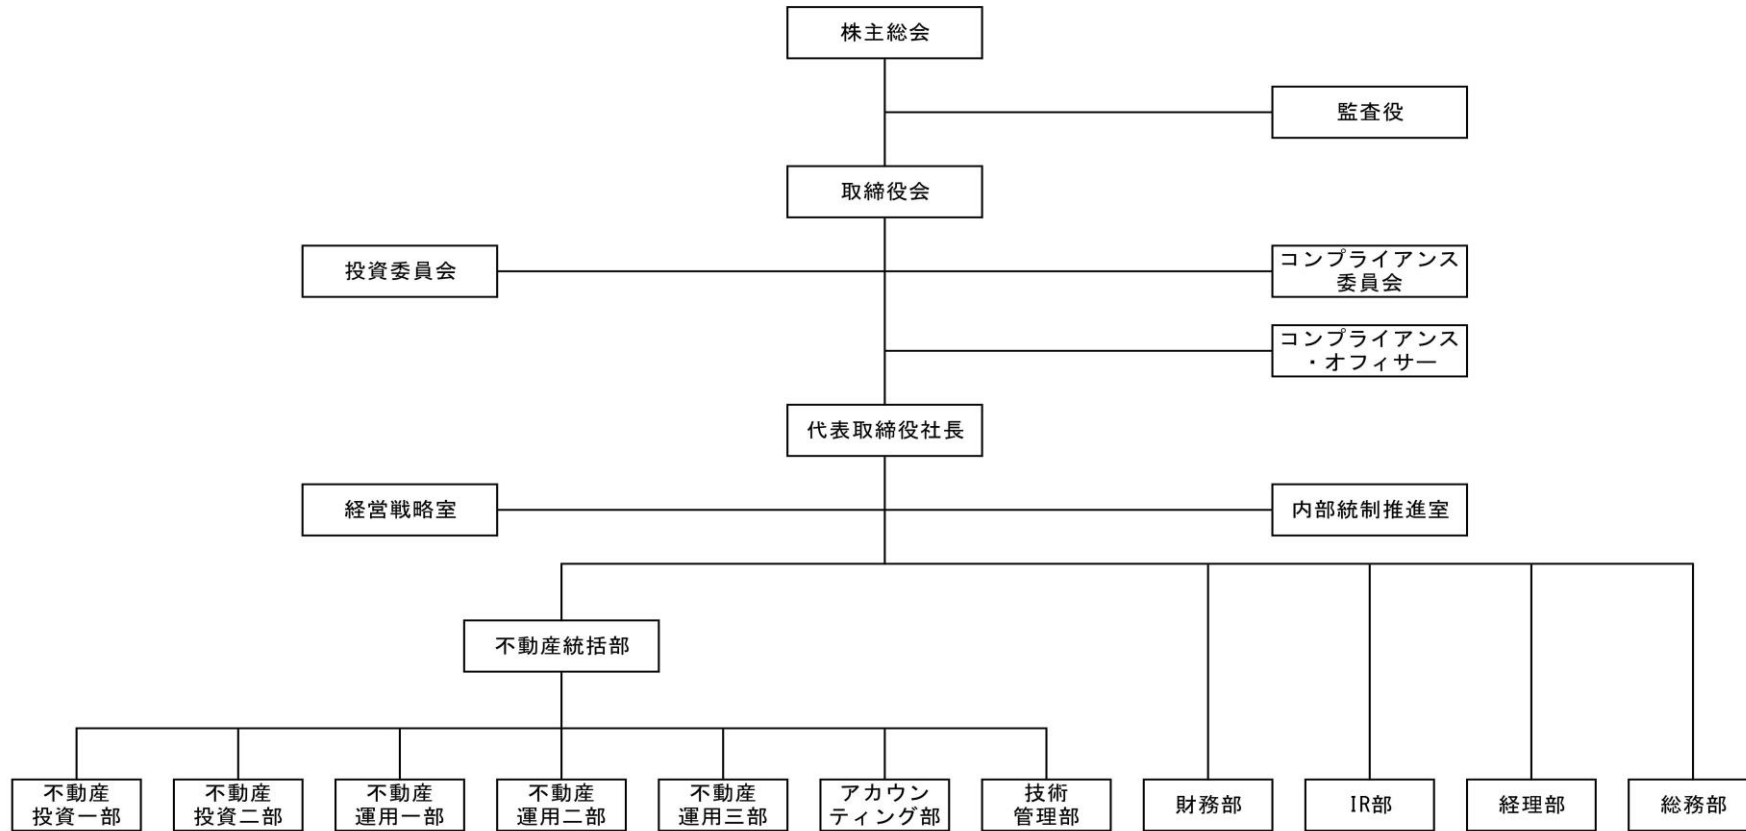 株主総会
監査役
取締役会
投資委員会
コンプライアンス
委員会
コンプライアンス
・オフィサー
代表取締役社長
経営戦略室
内部統制推進室
不動産統括部
不動産
投資一部
不動産
投資二部
不動産
運用一部
不動産
運用二部
不動産
運用三部
アカウン
ティング部
技術
管理部
財務部
IR部
経理部
総務部